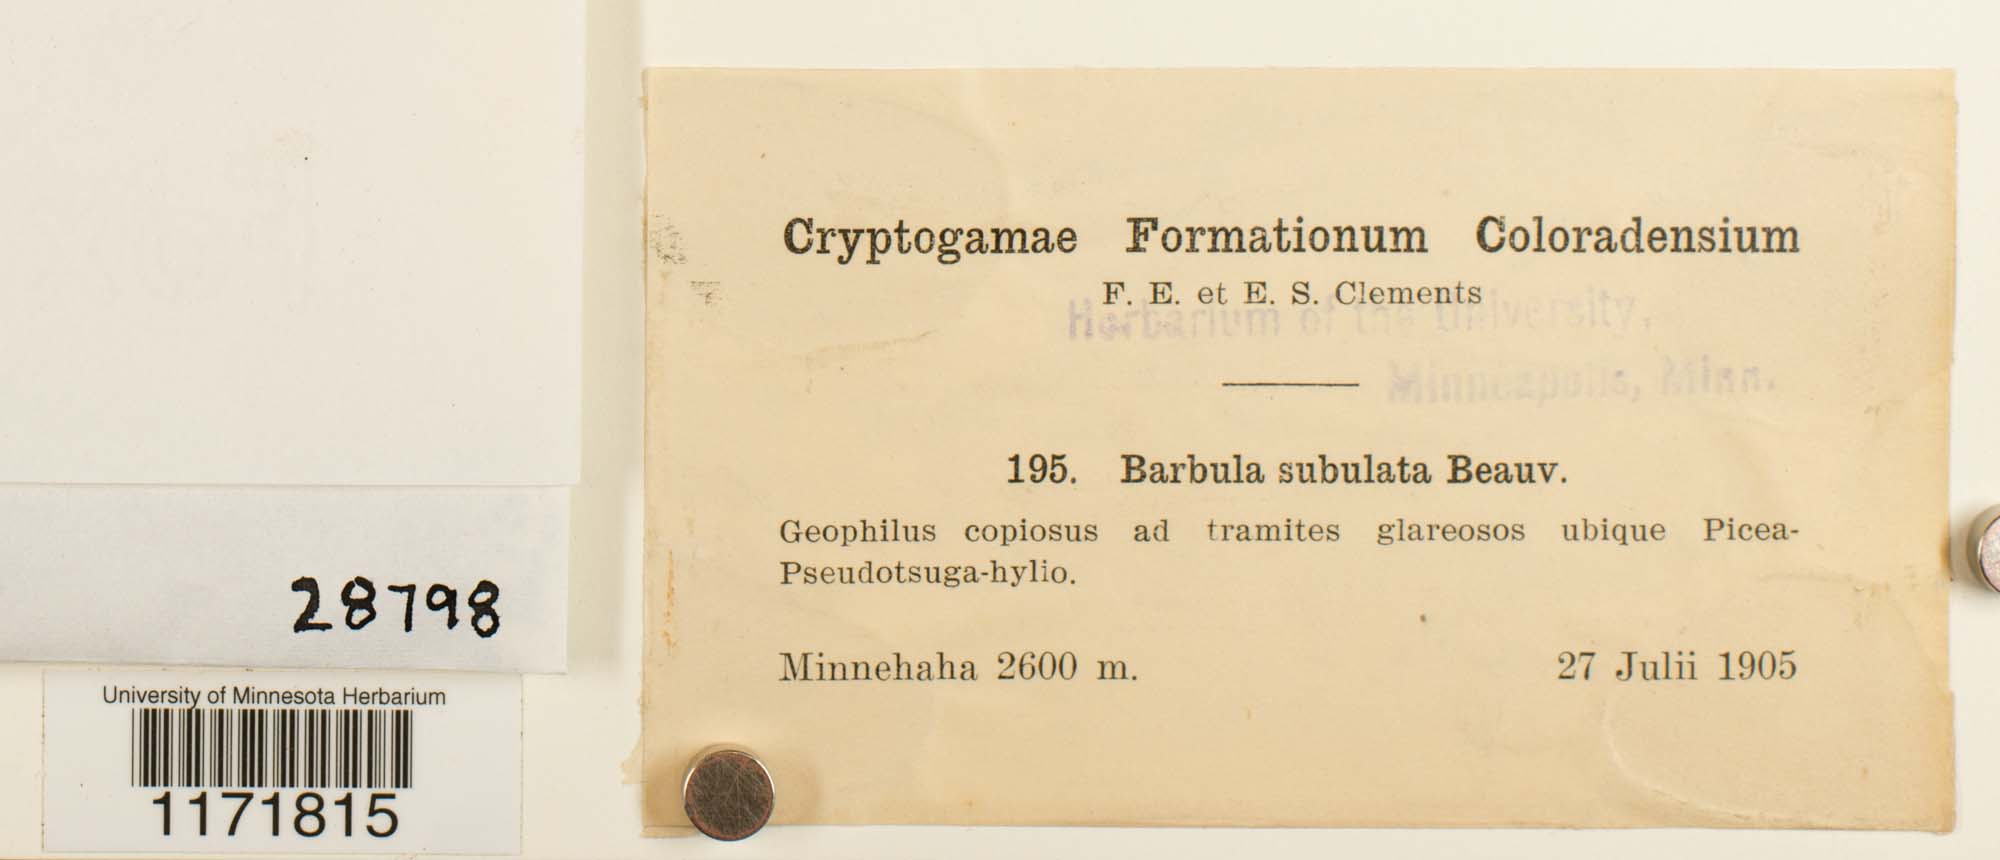 Cryptogamae Formationum Coloradensium
F. E. et E. S. Clements
Herbarium of the University,
Minneapolis, Minn.
195. Barbula subulata Beauv.
Geophilus copiosus ad tramites glareosos ubique Picea-
Pseudotsuga-hylio.
Minnehaha 2600 m. 27 Julii 1905
28798
University of Minnesota Herbarium
1171815